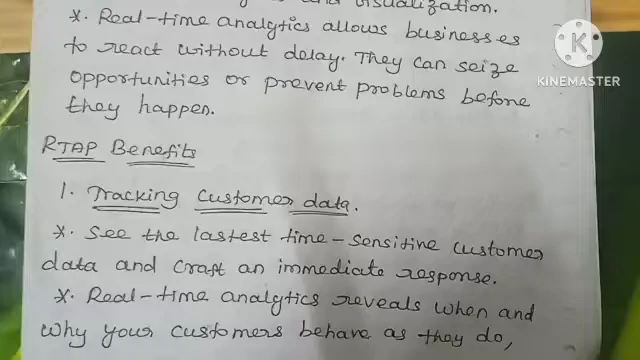 visualization.
*. Real-time analytics allows businesses
to react without delay. They can seize
opportunities or prevent problems before
they happen.
RTAP Benefits
1. Tracking customer data.
*. See the lastest time-sensitive customer
data and craft an immediate response.
*. Real-time analytics reveals when and
why your customers behave as they do,
KINEMASTER